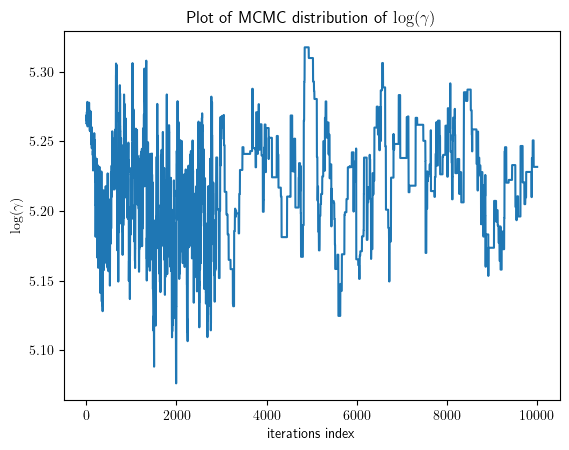 Plot of MCMC distribution of log(γ)
log(γ)
5.30
5.25
5.20
5.15
5.10
0 2000 4000 6000 8000 10000
iterations index